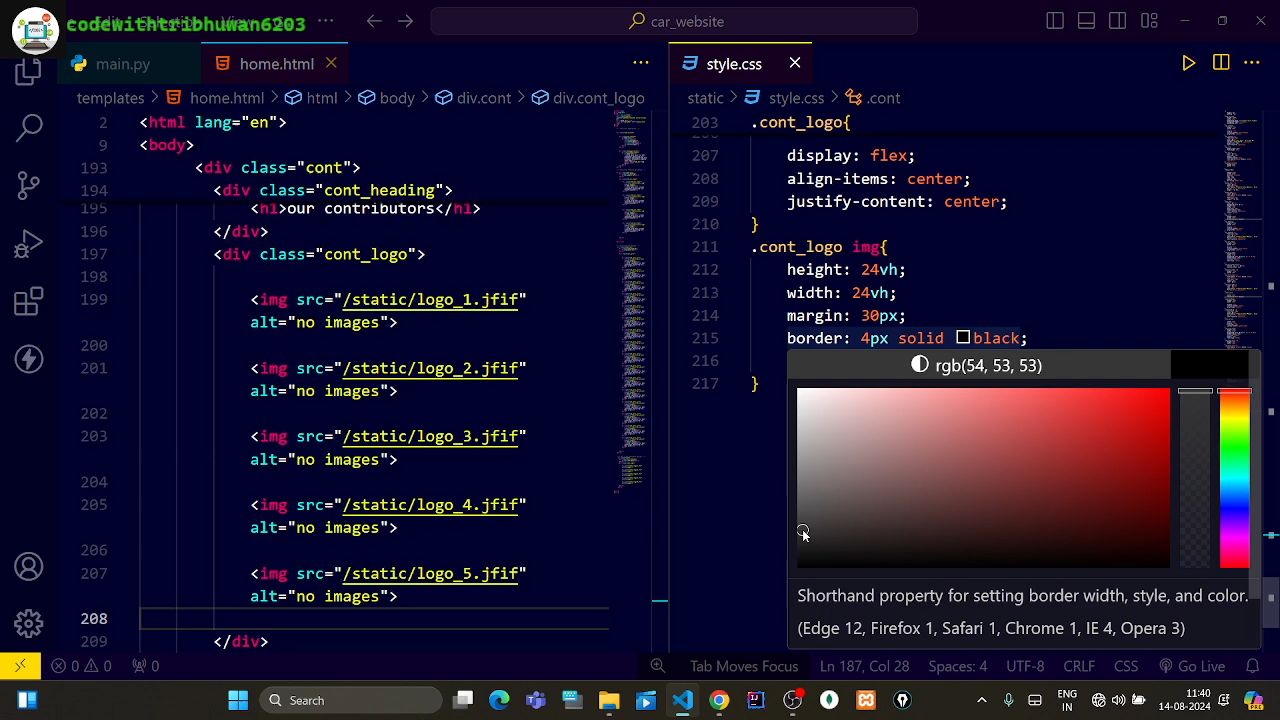 codewithtribhuwan6203
car_website
main.py
home.html
style.css
templates > home.html > html > body > div.cont > div.cont_logo
static > style.css > .cont
2 <html lang="en">
9 <body>
193 <div class="cont">
194 <div class="cont_heading">
195 <h1>our contributors</h1>
196 </div>
197 <div class="cont_logo">
198
199 <img src="/static/logo_1.jfif"
alt="no images">
200
201 <img src="/static/logo_2.jfif"
alt="no images">
202
203 <img src="/static/logo_3.jfif"
alt="no images">
204
205 <img src="/static/logo_4.jfif"
alt="no images">
206
207 <img src="/static/logo_5.jfif"
alt="no images">
208
209 </div>
203 .cont_logo{
207 display: flex;
208 align-items: center;
209 justify-content: center;
210 }
211 .cont_logo img{
212 height: 24vh;
213 width: 24vh;
214 margin: 30px;
215 border: 4px solid black;
216
217 }
rgb(54, 53, 53)
Shorthand property for setting border width, style, and color.
(Edge 12, Firefox 1, Safari 1, Chrome 1, IE 4, Opera 3)
0 0 0 Tab Moves Focus Ln 187, Col 28 Spaces: 4 UTF-8 CRLF CSS Go Live
Search
ENG
IN
11:40
14-08-2024